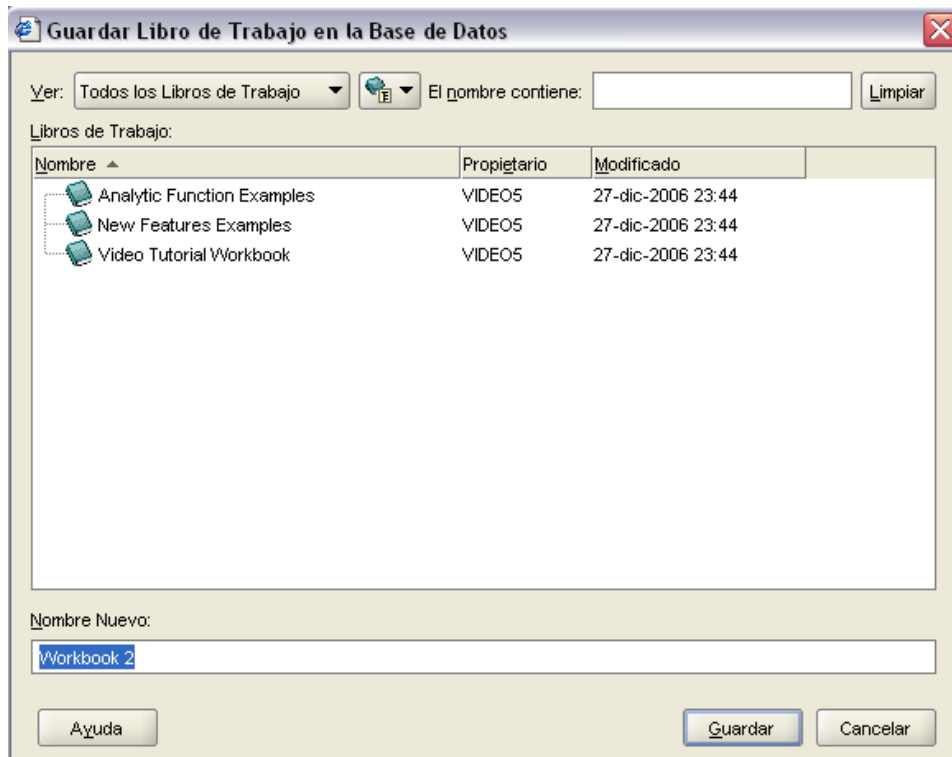 Guardar Libro de Trabajo en la Base de Datos
Ver: Todos los Libros de Trabajo E El nombre contiene: Limpiar
Libros de Trabajo:
Nombre Propietario Modificado
Analytic Function Examples VIDEO5 27-dic-2006 23:44
New Features Examples VIDEO5 27-dic-2006 23:44
Video Tutorial Workbook VIDEO5 27-dic-2006 23:44
Nombre Nuevo:
Workbook 2
Ayuda Guardar Cancelar